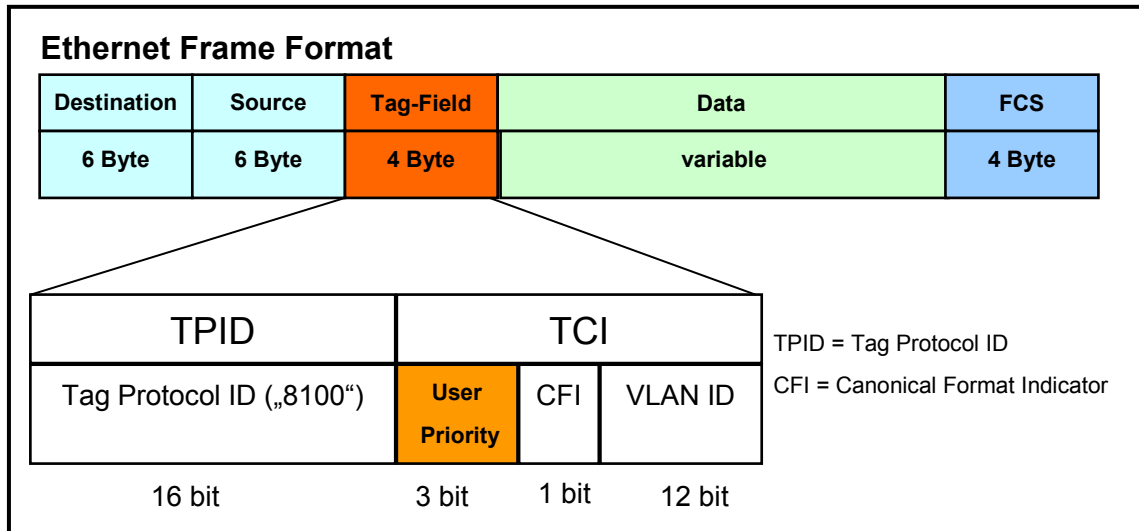 Ethernet Frame Format
Destination Source Tag-Field Data FCS
6 Byte 6 Byte 4 Byte variable 4 Byte
TPID TCI
TPID = Tag Protocol ID
Tag Protocol ID („8100“) User Priority CFI VLAN ID
CFI = Canonical Format Indicator
16 bit 3 bit 1 bit 12 bit